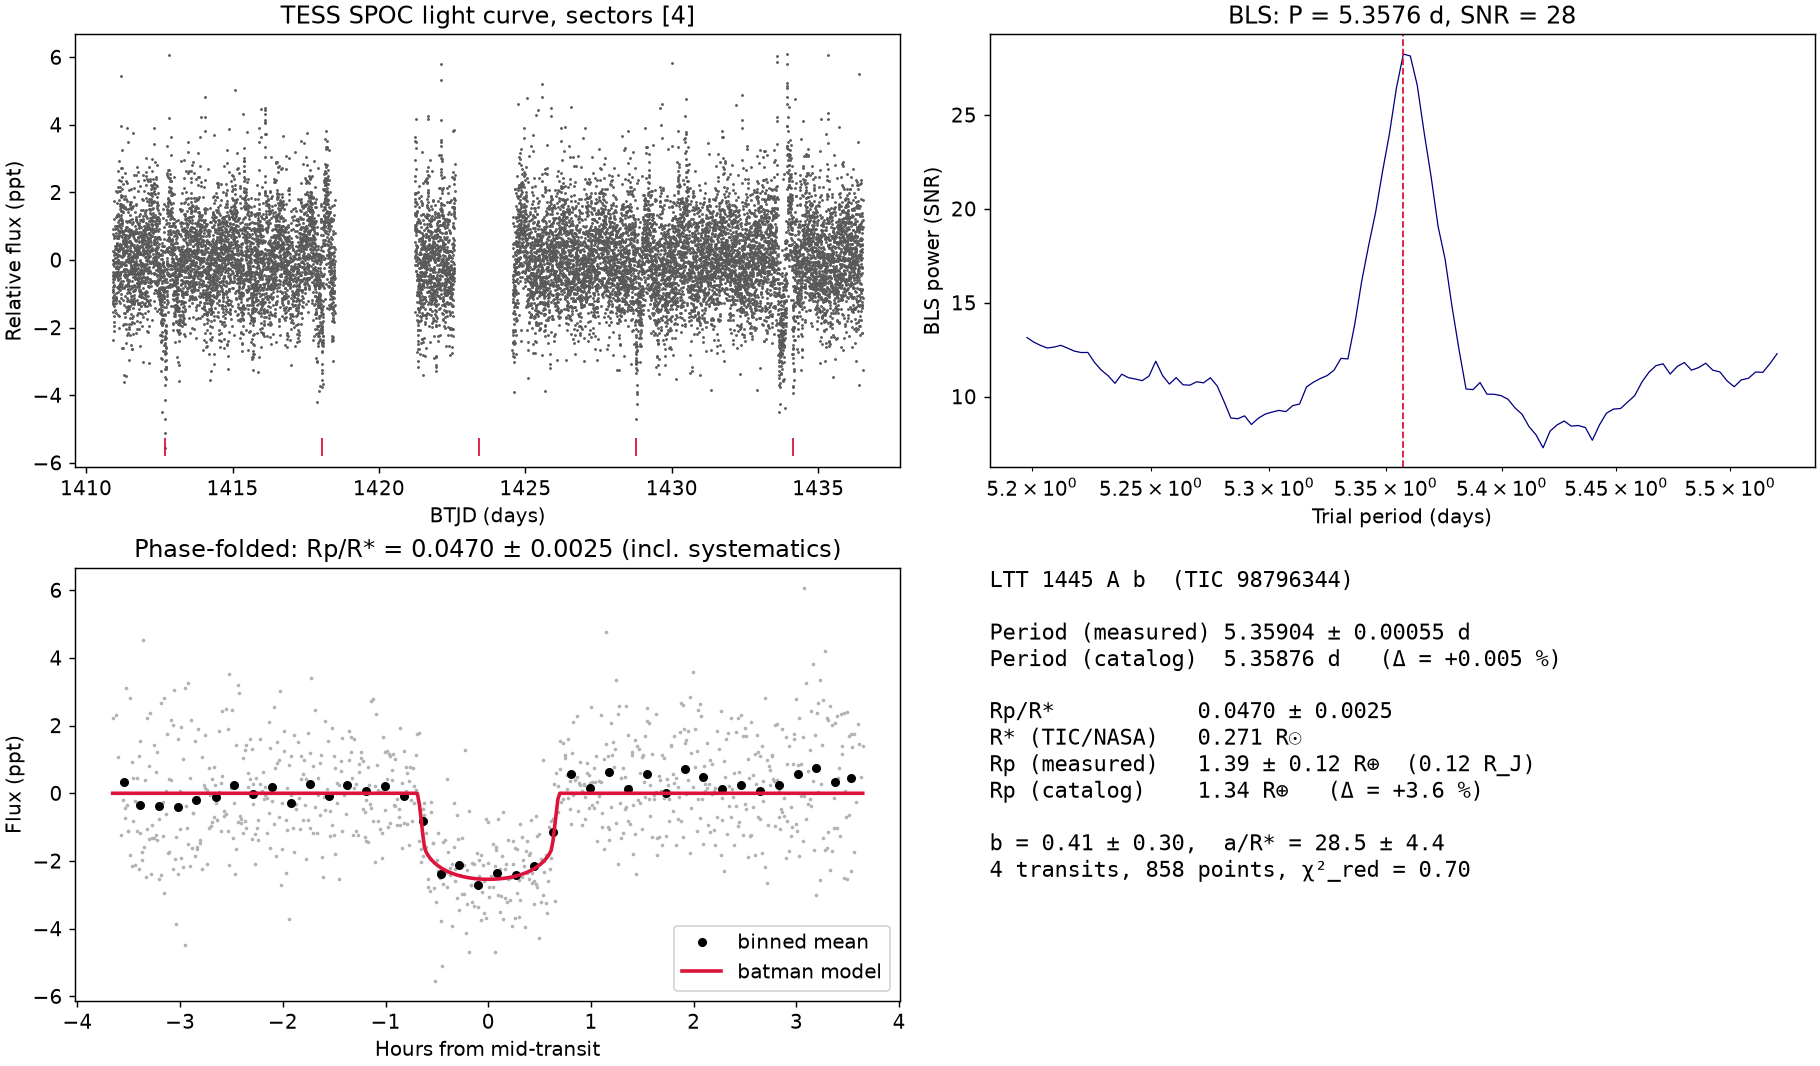 TESS SPOC light curve, sectors [4]
Relative flux (ppt)
6
4
2
0
−2
−4
−6
1410
1415
1420
1425
1430
1435
BTJD (days)
BLS: P = 5.3576 d, SNR = 28
BLS power (SNR)
25
20
15
10
5.2 × 10⁰
5.25 × 10⁰
5.3 × 10⁰
5.35 × 10⁰
5.4 × 10⁰
5.45 × 10⁰
5.5 × 10⁰
Trial period (days)
Phase-folded: Rp/R* = 0.0470 ± 0.0025 (incl. systematics)
Flux (ppt)
6
4
2
0
−2
−4
−6
−4
−3
−2
−1
0
1
2
3
4
Hours from mid-transit
binned mean
batman model
LTT 1445 A b (TIC 98796344)
Period (measured) 5.35904 ± 0.00055 d
Period (catalog) 5.35876 d (Δ = +0.005 %)
Rp/R* 0.0470 ± 0.0025
R* (TIC/NASA) 0.271 R☉
Rp (measured) 1.39 ± 0.12 R⊕ (0.12 R_J)
Rp (catalog) 1.34 R⊕ (Δ = +3.6 %)
b = 0.41 ± 0.30, a/R* = 28.5 ± 4.4
4 transits, 858 points, χ²_red = 0.70